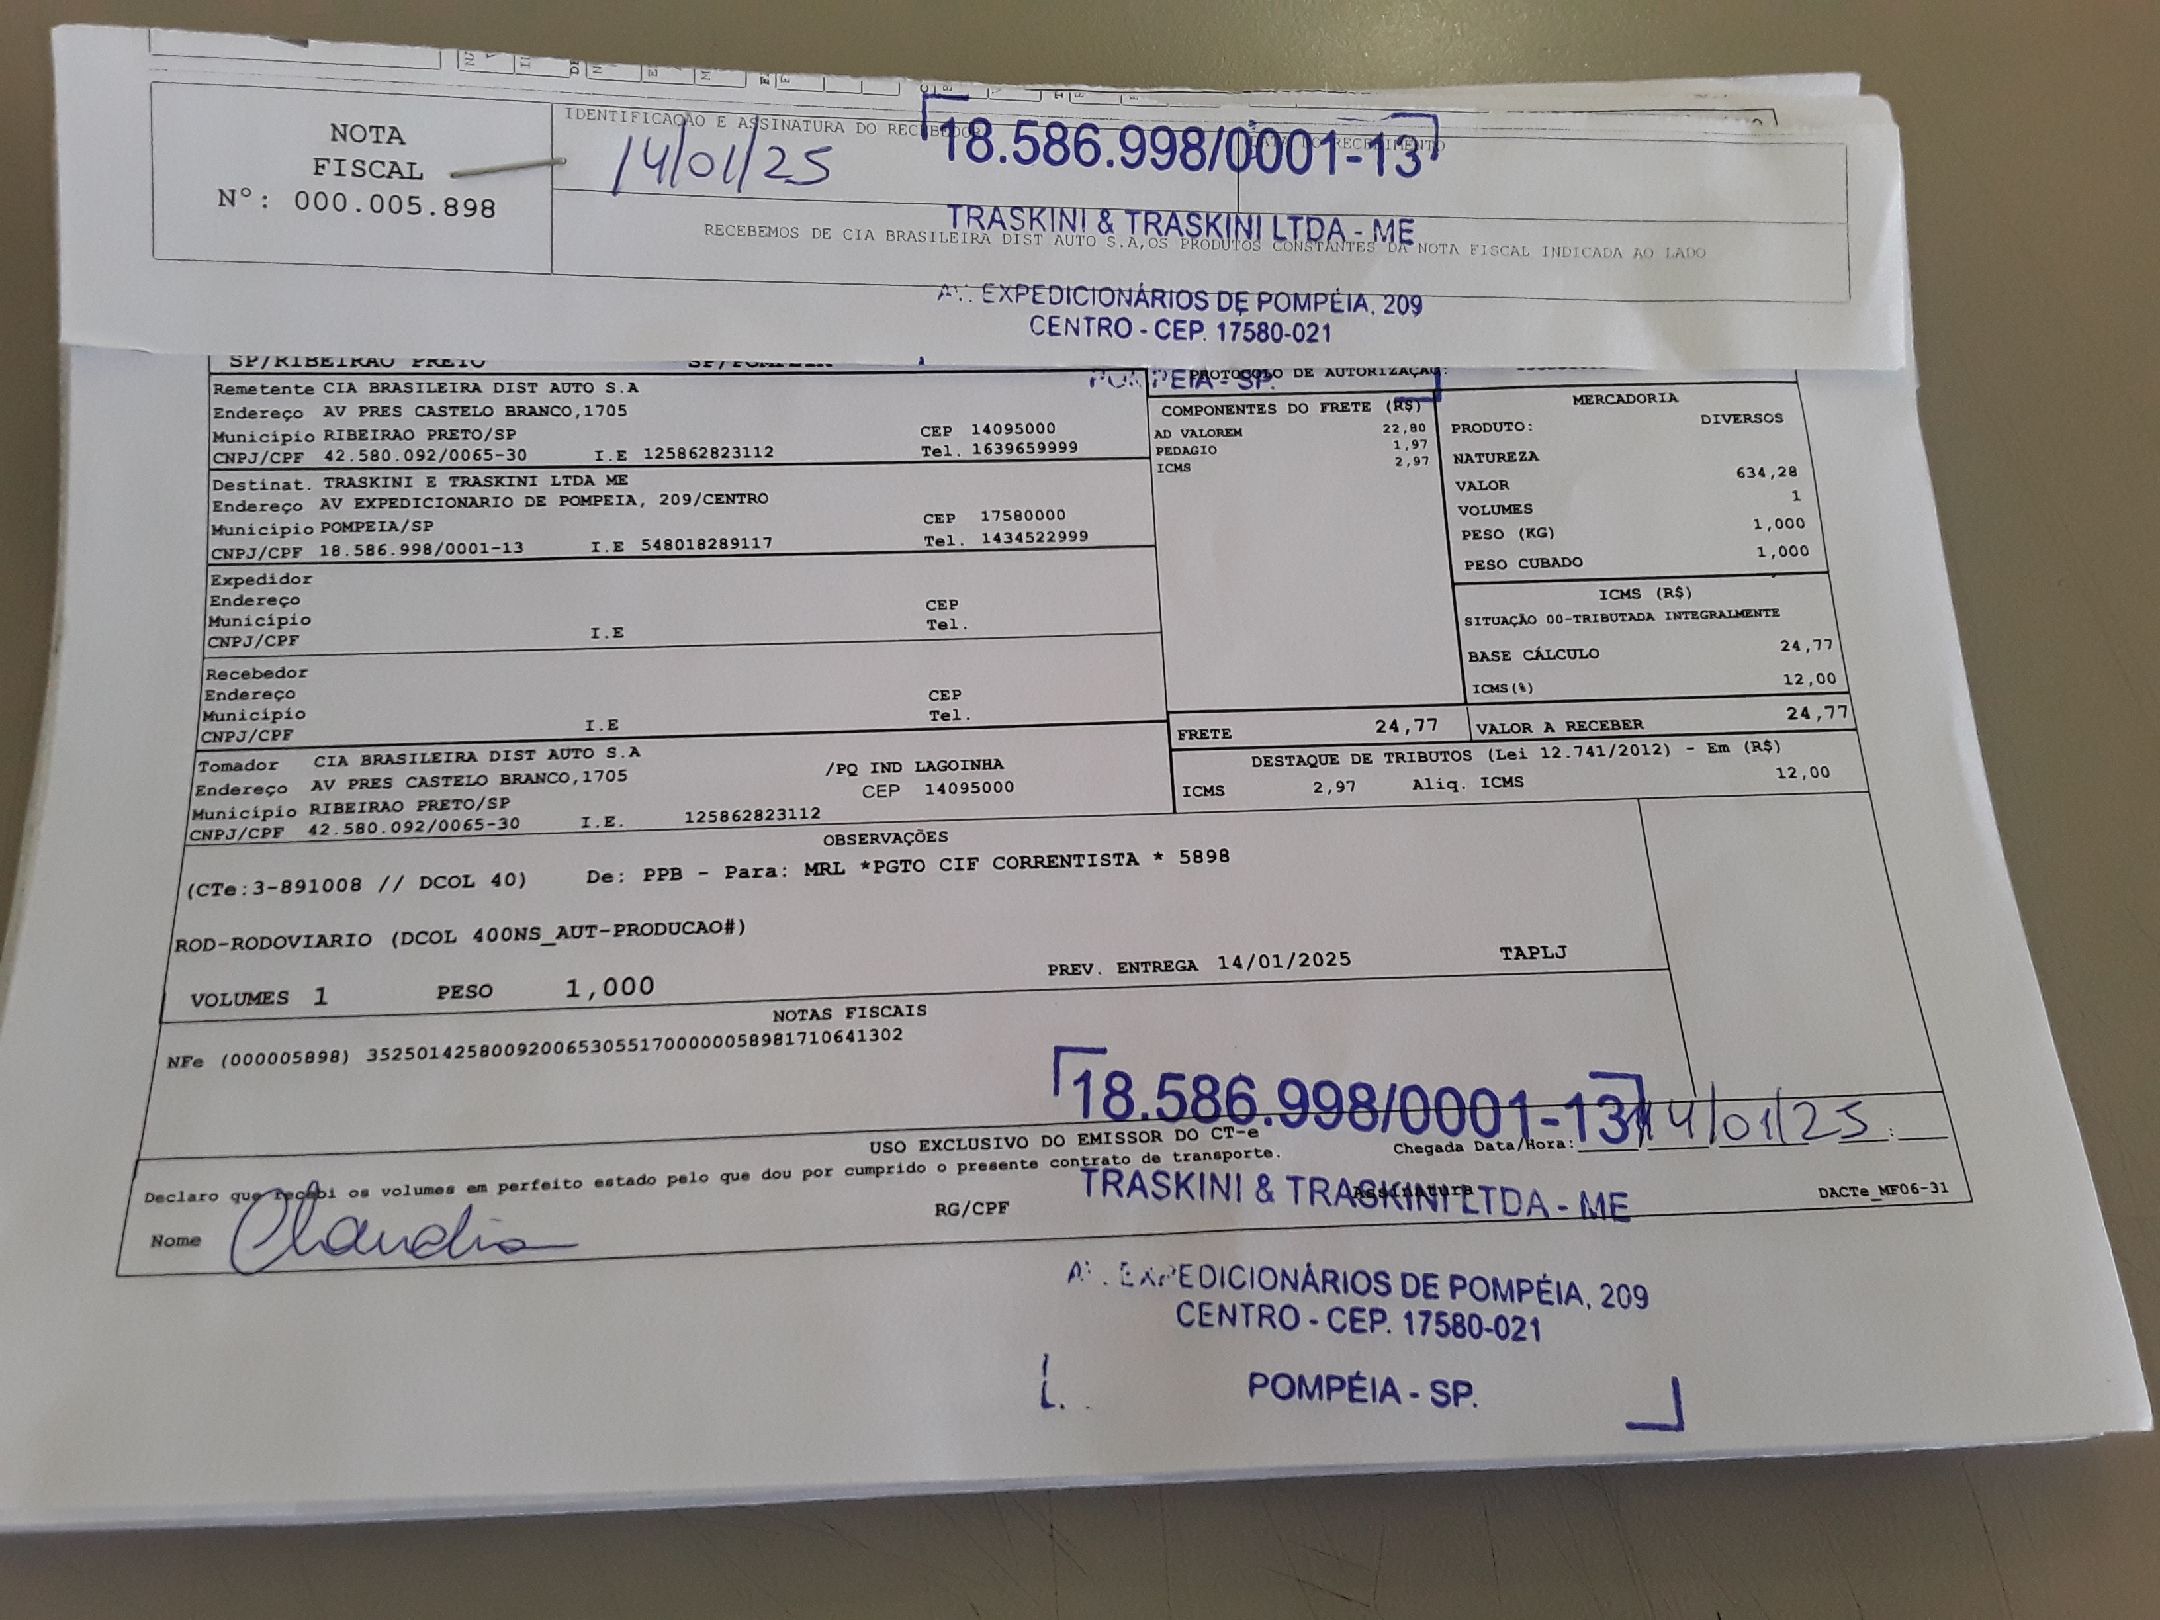 IDENTIFICAÇÃO E ASSINATURA DO RECEBEDOR
NOTA
FISCAL
Nº: 000.005.898
14/01/25
18.586.998/0001-13
TRASKINI & TRASKINI LTDA - ME
RECEBEMOS DE CIA BRASILEIRA DIST AUTO S.A,OS PRODUTOS CONSTANTES DA NOTA FISCAL INDICADA AO LADO
AV. EXPEDICIONÁRIOS DE POMPÉIA, 209
CENTRO - CEP. 17580-021
POMPEIA - SP.
SP/RIBEIRAO PRETO SP/POMPEIA
PROTOCOLO DE AUTORIZAÇÃO:
Remetente CIA BRASILEIRA DIST AUTO S.A
Endereço AV PRES CASTELO BRANCO,1705
Município RIBEIRAO PRETO/SP CEP 14095000
CNPJ/CPF 42.580.092/0065-30 I.E 125862823112 Tel. 1639659999
Destinat. TRASKINI E TRASKINI LTDA ME
Endereço AV EXPEDICIONARIO DE POMPEIA, 209/CENTRO
Município POMPEIA/SP CEP 17580000
CNPJ/CPF 18.586.998/0001-13 I.E 548018289117 Tel. 1434522999
Expedidor
Endereço
Município CEP
CNPJ/CPF I.E Tel.
Recebedor
Endereço CEP
Município Tel.
CNPJ/CPF I.E
Tomador CIA BRASILEIRA DIST AUTO S.A
Endereço AV PRES CASTELO BRANCO,1705 /PQ IND LAGOINHA
Município RIBEIRAO PRETO/SP CEP 14095000
CNPJ/CPF 42.580.092/0065-30 I.E. 125862823112
COMPONENTES DO FRETE (R$)
AD VALOREM 22,80
PEDAGIO 1,97
ICMS 2,97
MERCADORIA
PRODUTO: DIVERSOS
NATUREZA
VALOR 634,28
VOLUMES 1
PESO (KG) 1,000
PESO CUBADO 1,000
ICMS (R$)
SITUAÇÃO 00-TRIBUTADA INTEGRALMENTE
BASE CÁLCULO 24,77
ICMS(%) 12,00
FRETE 24,77 VALOR A RECEBER 24,77
DESTAQUE DE TRIBUTOS (Lei 12.741/2012) - Em (R$)
ICMS 2,97 Aliq. ICMS 12,00
OBSERVAÇÕES
(CTe:3-891008 // DCOL 40) De: PPB - Para: MRL *PGTO CIF CORRENTISTA * 5898
ROD-RODOVIARIO (DCOL 400NS_AUT-PRODUCAO#)
VOLUMES 1 PESO 1,000 PREV. ENTREGA 14/01/2025 TAPLJ
NOTAS FISCAIS
NFe (000005898) 35250142580092006530551700000058981710641302
18.586.998/0001-13
USO EXCLUSIVO DO EMISSOR DO CT-e
Chegada Data/Hora: 14/01/25
Declaro que recebi os volumes em perfeito estado pelo que dou por cumprido o presente contrato de transporte.
TRASKINI & TRASKINI LTDA - ME
Nome Claudia RG/CPF Assinatura DACTe_MF06-31
AV. EXPEDICIONÁRIOS DE POMPÉIA, 209
CENTRO - CEP. 17580-021
POMPÉIA - SP.